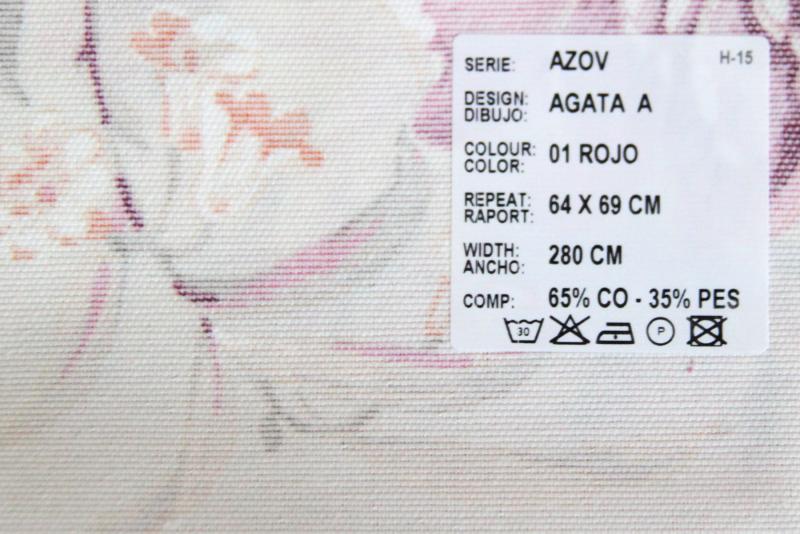 SERIE: AZOV H-15
DESIGN: AGATA A
DIBUJO:
COLOUR: 01 ROJO
COLOR:
REPEAT: 64 X 69 CM
RAPORT:
WIDTH: 280 CM
ANCHO:
COMP: 65% CO - 35% PES
30 P